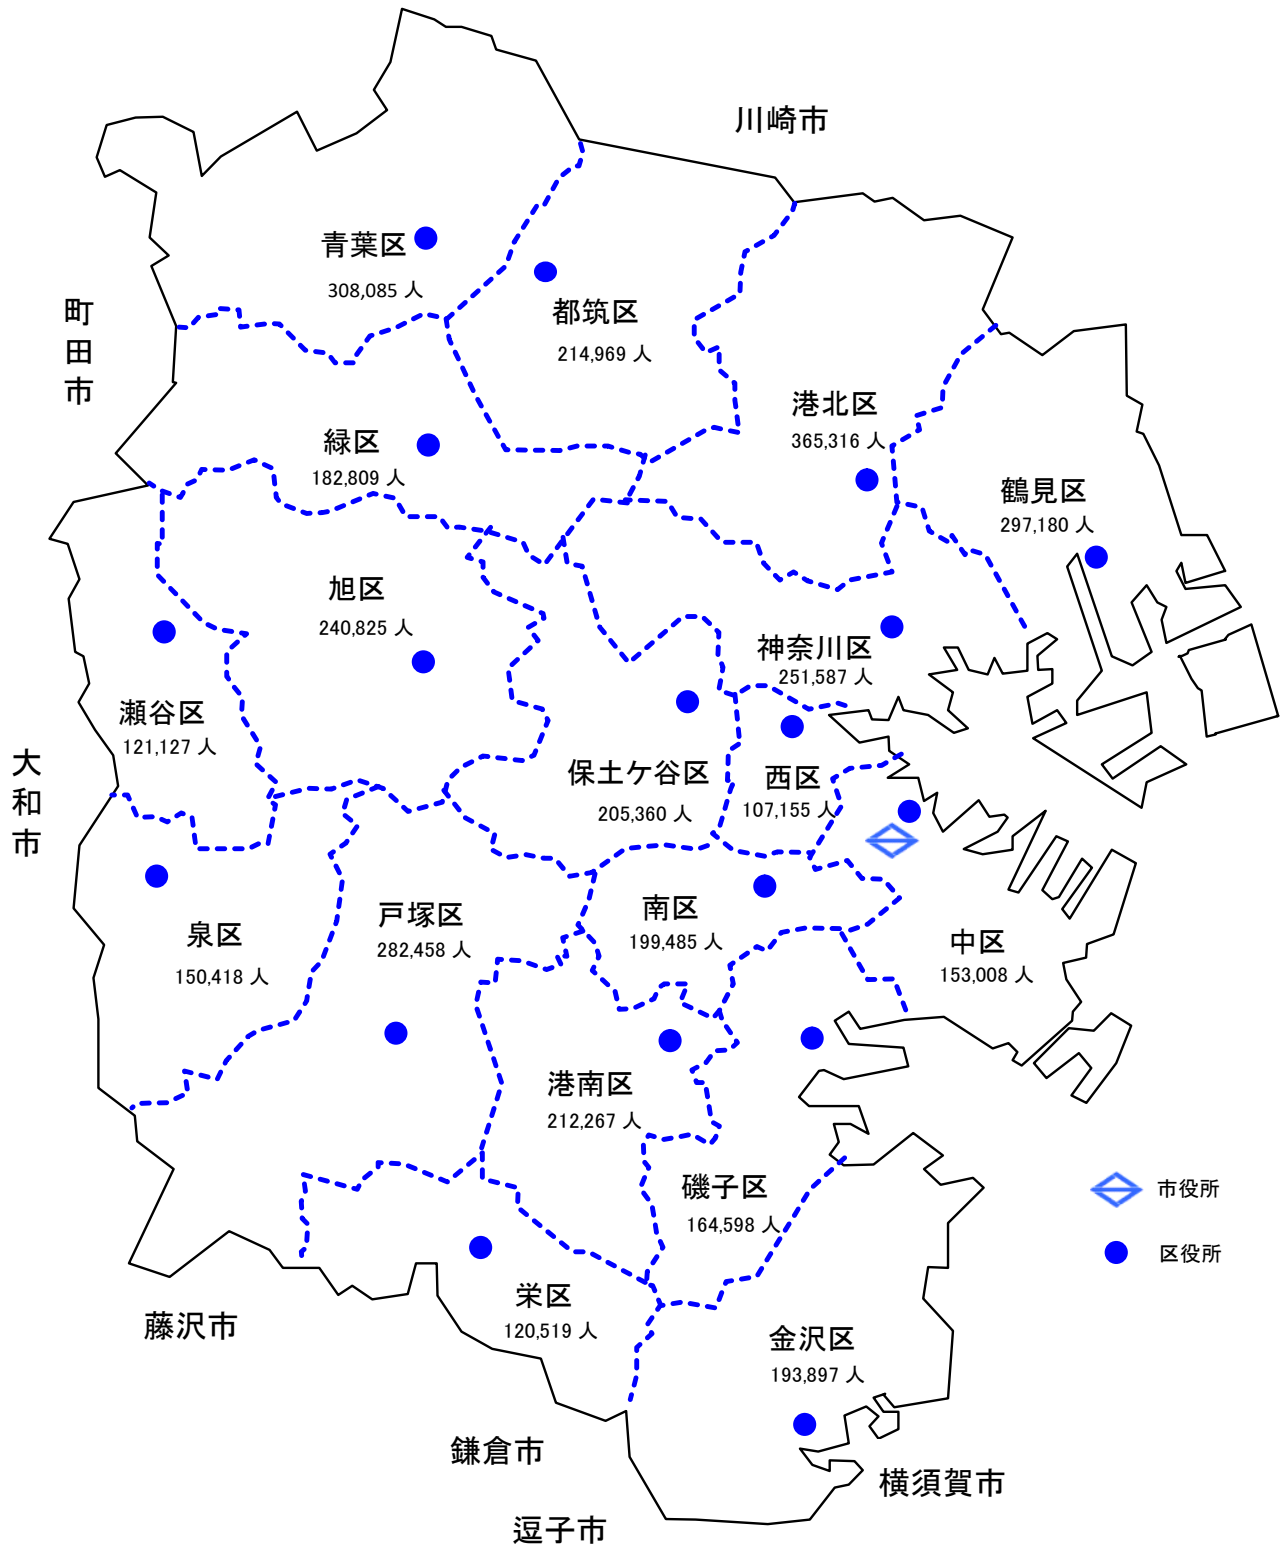 川崎市
青葉区
308,085 人
町田市
都筑区
214,969 人
港北区
365,316 人
緑区
182,809 人
鶴見区
297,180 人
旭区
240,825 人
神奈川区
251,587 人
瀬谷区
121,127 人
大和市
保土ケ谷区
205,360 人
西区
107,155 人
南区
199,485 人
戸塚区
282,458 人
泉区
150,418 人
中区
153,008 人
港南区
212,267 人
磯子区
164,598 人
市役所
区役所
栄区
120,519 人
藤沢市
金沢区
193,897 人
鎌倉市
横須賀市
逗子市